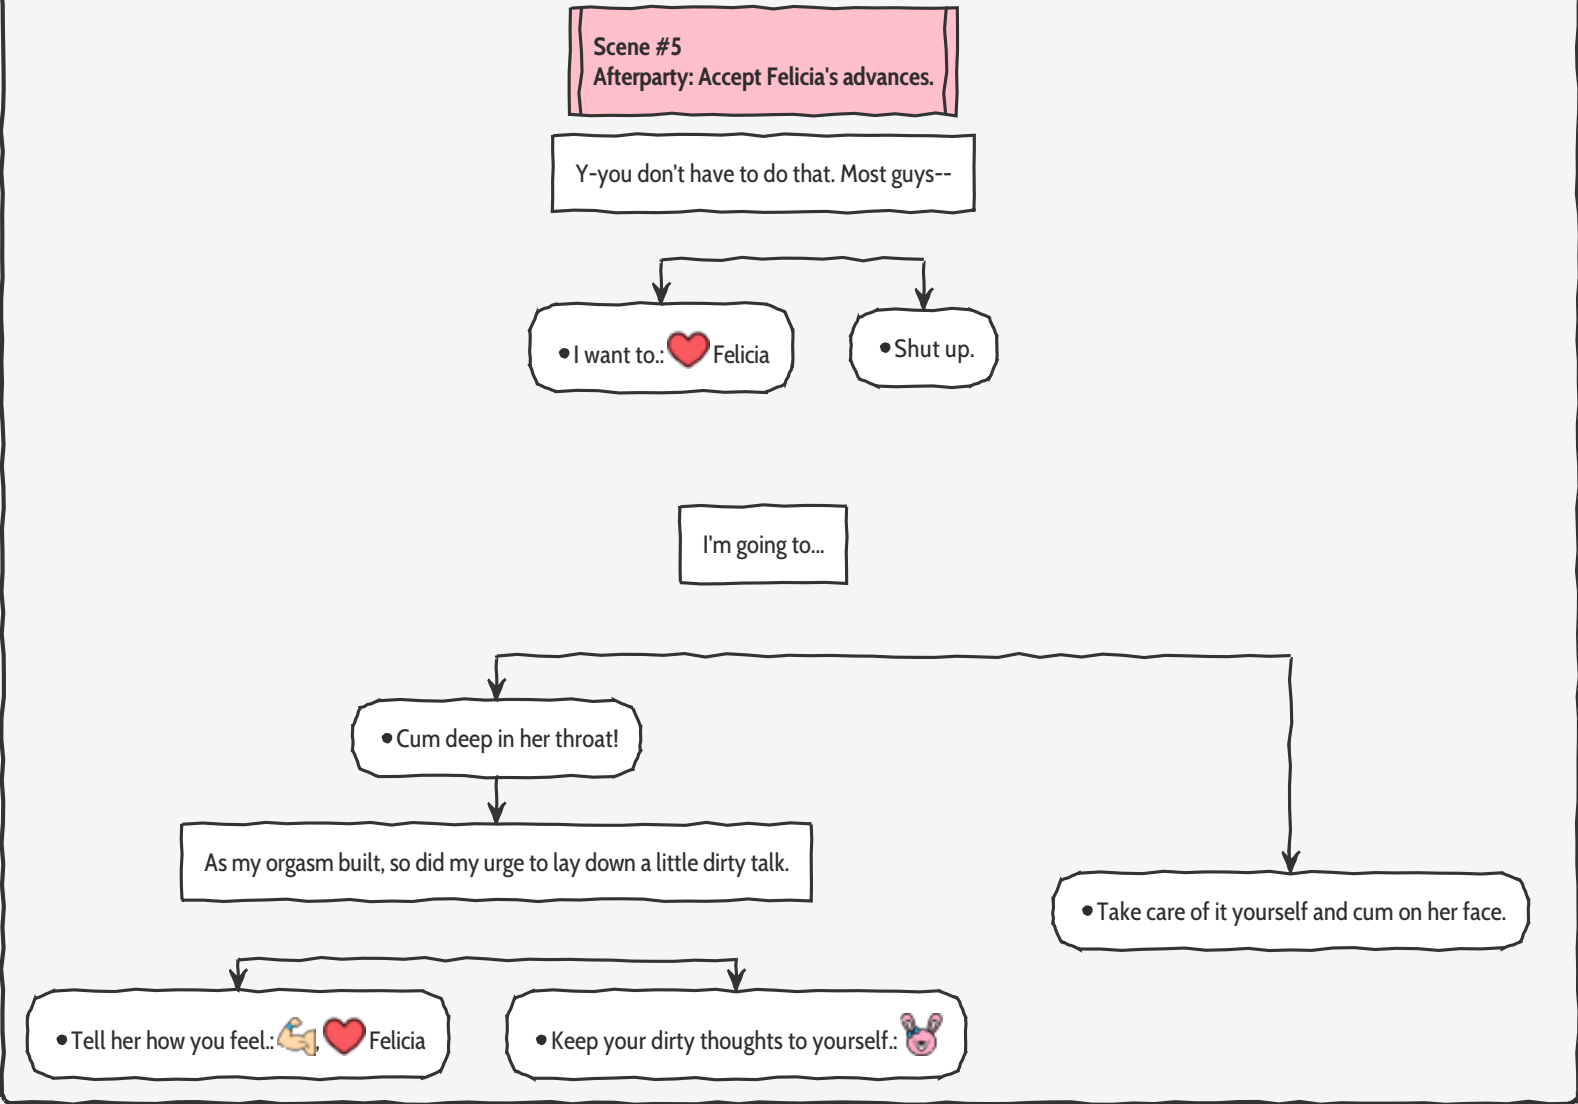 Scene #5
Afterparty: Accept Felicia's advances.
Y-you don't have to do that. Most guys--
•I want to.: ❤️ Felicia
•Shut up.
I'm going to...
•Cum deep in her throat!
As my orgasm built, so did my urge to lay down a little dirty talk.
•Take care of it yourself and cum on her face.
•Tell her how you feel.: 💪, ❤️ Felicia
•Keep your dirty thoughts to yourself.: 🐰